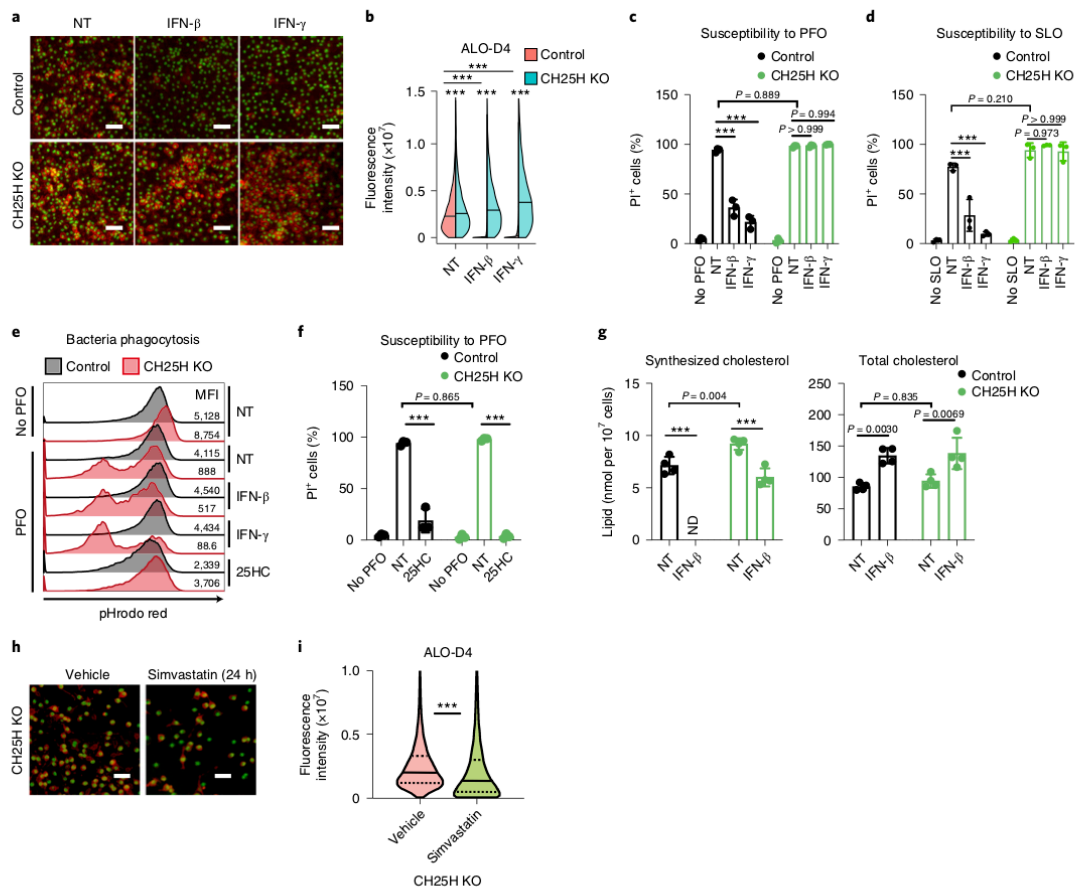 a
NT
IFN-β
IFN-γ
Control
CH25H KO
b
ALO-D4
Control
CH25H KO
***
***
*** *** ***
Fluorescence
intensity (×10⁷)
1.5
1.0
0.5
0
NT
IFN-β
IFN-γ
c
Susceptibility to PFO
Control
CH25H KO
P = 0.889
P = 0.994
***
P > 0.999
***
PI⁺ cells (%)
150
100
50
0
No PFO
NT
IFN-β
IFN-γ
No PFO
NT
IFN-β
IFN-γ
d
Susceptibility to SLO
Control
CH25H KO
P = 0.210
P > 0.999
P = 0.973
***
***
PI⁺ cells (%)
150
100
50
0
No SLO
NT
IFN-β
IFN-γ
No SLO
NT
IFN-β
IFN-γ
e
Bacteria phagocytosis
Control
CH25H KO
MFI
No PFO
5,128
NT
8,754
PFO
4,115
NT
888
4,540
IFN-β
517
4,434
IFN-γ
88.6
2,339
25HC
3,706
pHrodo red
f
Susceptibility to PFO
Control
CH25H KO
P = 0.865
***
***
PI⁺ cells (%)
150
100
50
0
No PFO
NT
25HC
No PFO
NT
25HC
g
Control
CH25H KO
Synthesized cholesterol
P = 0.004
***
***
Lipid (nmol per 10⁷ cells)
15
10
5
0
ND
NT
IFN-β
NT
IFN-β
Total cholesterol
P = 0.835
P = 0.0030
P = 0.0069
250
200
150
100
50
0
NT
IFN-β
NT
IFN-β
h
Vehicle
Simvastatin (24 h)
CH25H KO
i
ALO-D4
***
Fluorescence
intensity (×10⁷)
1.0
0.5
0
Vehicle
Simvastatin
CH25H KO